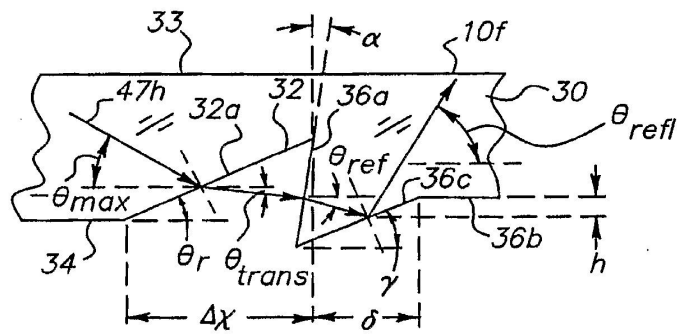 33
α
10f
47h
32a
32
36a
30
θrefl
-θmax
θref
36c
34
θr
θtrans
36b
h
γ
Δχ
δ